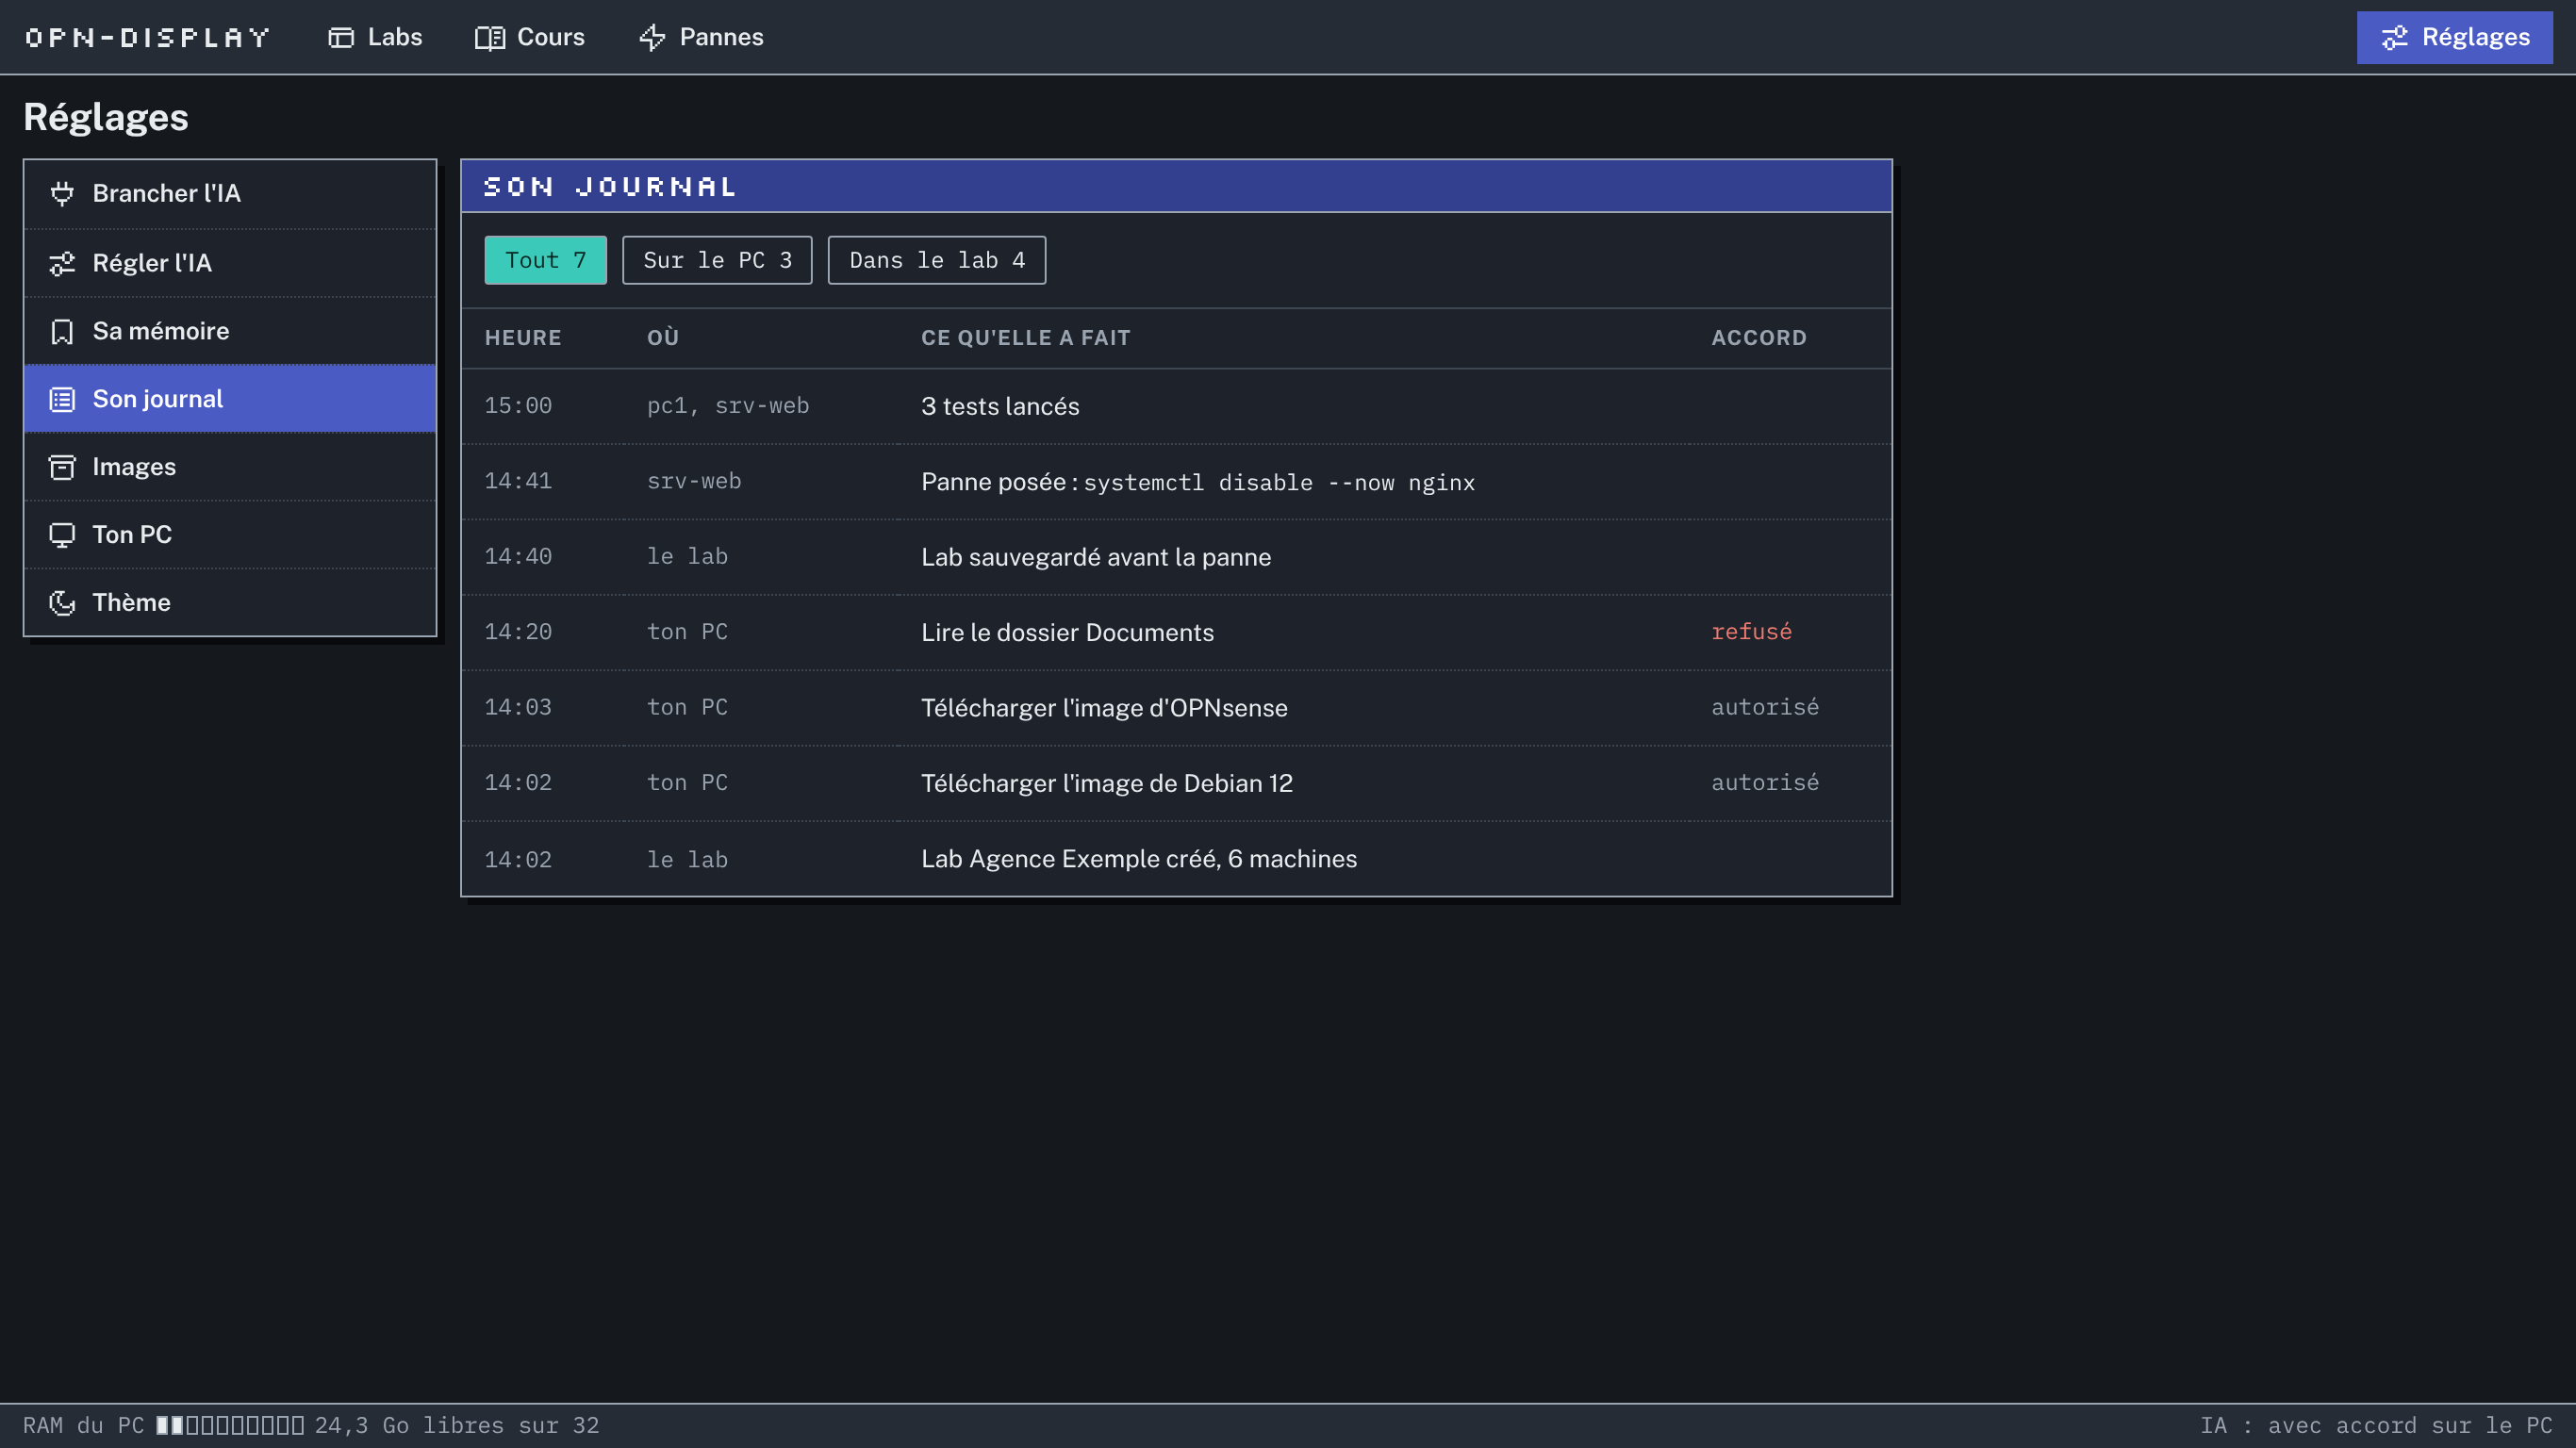 OPN-DISPLAY Labs Cours Pannes Réglages
Réglages
Brancher l'IA
Régler l'IA
Sa mémoire
Son journal
Images
Ton PC
Thème
SON JOURNAL
Tout 7 Sur le PC 3 Dans le lab 4
HEURE OÙ CE QU'ELLE A FAIT ACCORD
15:00 pc1, srv-web 3 tests lancés
14:41 srv-web Panne posée : systemctl disable --now nginx
14:40 le lab Lab sauvegardé avant la panne
14:20 ton PC Lire le dossier Documents refusé
14:03 ton PC Télécharger l'image d'OPNsense autorisé
14:02 ton PC Télécharger l'image de Debian 12 autorisé
14:02 le lab Lab Agence Exemple créé, 6 machines
RAM du PC 24,3 Go libres sur 32 IA : avec accord sur le PC